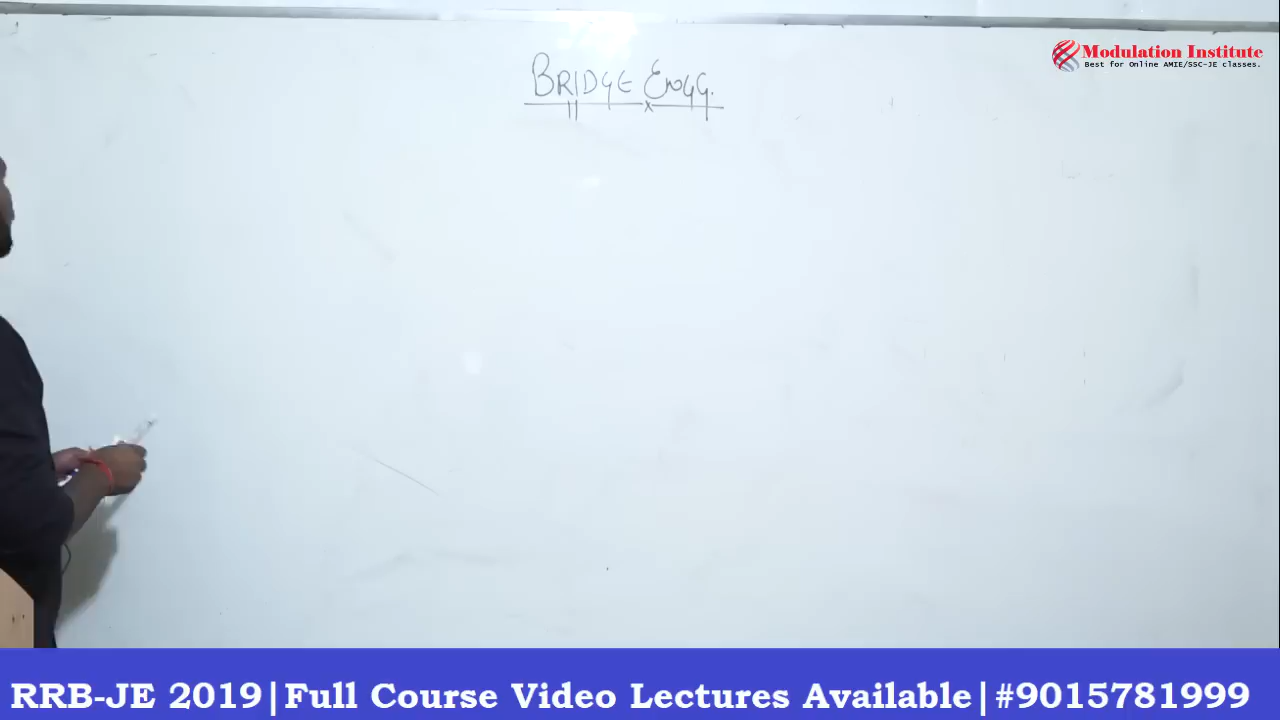 BRIDGE ENGG.
Modulation Institute
Best for Online AMIE/SSC-JE classes.
RRB-JE 2019|Full Course Video Lectures Available|#9015781999